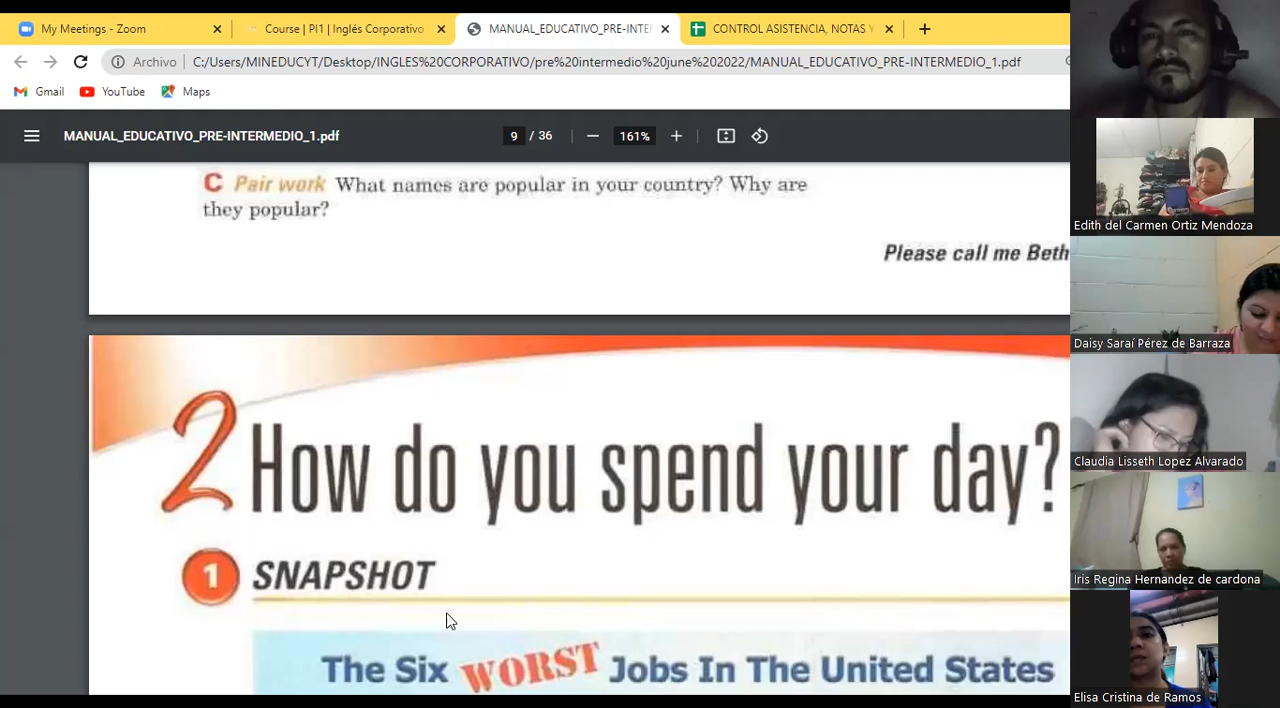 My Meetings - Zoom
Course | PI1 | Inglés Corporativo
MANUAL_EDUCATIVO_PRE-INTE
CONTROL ASISTENCIA, NOTAS Y
Archivo
C:/Users/MINEDUCYT/Desktop/INGLES%20CORPORATIVO/pre%20intermedio%20june%202022/MANUAL_EDUCATIVO_PRE-INTERMEDIO_1.pdf
Gmail
YouTube
Maps
MANUAL_EDUCATIVO_PRE-INTERMEDIO_1.pdf
9 / 36
161%
C Pair work What names are popular in your country? Why are
they popular?
Please call me Beth
2 How do you spend your day?
1 SNAPSHOT
The Six WORST Jobs In The United States
Edith del Carmen Ortiz Mendoza
Daisy Saraí Pérez de Barraza
Claudia Lisseth Lopez Alvarado
Iris Regina Hernandez de cardona
Elisa Cristina de Ramos